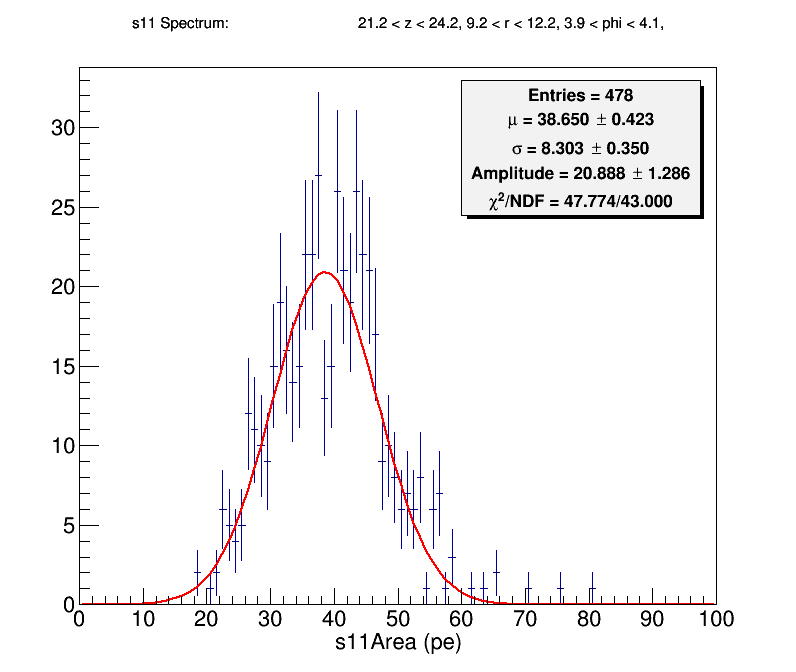 s11 Spectrum: 21.2 < z < 24.2, 9.2 < r < 12.2, 3.9 < phi < 4.1,
Entries = 478
μ = 38.650 ± 0.423
σ = 8.303 ± 0.350
Amplitude = 20.888 ± 1.286
χ²/NDF = 47.774/43.000
30
25
20
15
10
5
0
0 10 20 30 40 50 60 70 80 90 100
s11Area (pe)